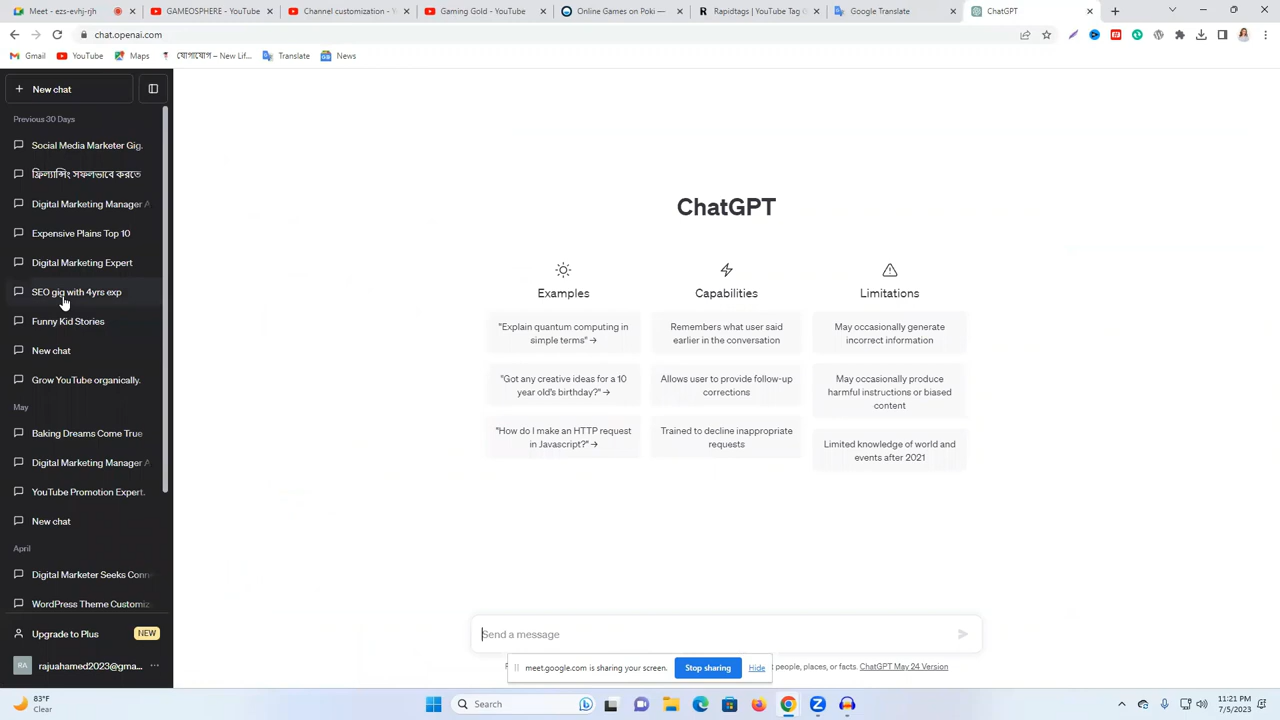 Meet - ezs-evhj-rjh
GAMEOSPHERE - YouTube
Channel customization - Y
Gaming Gold - YouTube
Online Games on Poki —
Rapidtags | YouTube Tag G
Google Translate
ChatGPT
chat.openai.com
Gmail
YouTube
Maps
যোগাযোগ – New Lif...
Translate
News
New chat
Previous 30 Days
Social Media Marketer Gig.
Digital Marketing Manager A
Expensive Plains Top 10
Digital Marketing Expert
SEO gig with 4yrs exp
Funny Kid Stories
New chat
Grow YouTube organically.
May
Baking Dreams Come True
Digital Marketing Manager A
YouTube Promotion Expert.
New chat
April
Digital Marketer Seeks Conn
WordPress Theme Customiz
Upgrade to Plus
NEW
RA
rajuahamed2023@gma...
ChatGPT
Examples
Capabilities
Limitations
"Explain quantum computing in
simple terms" →
Remembers what user said
earlier in the conversation
May occasionally generate
incorrect information
"Got any creative ideas for a 10
year old's birthday?" →
Allows user to provide follow-up
corrections
May occasionally produce
harmful instructions or biased
content
"How do I make an HTTP request
in Javascript?" →
Trained to decline inappropriate
requests
Limited knowledge of world and
events after 2021
Send a message
meet.google.com is sharing your screen.
Stop sharing
Hide
people, places, or facts. ChatGPT May 24 Version
83°F
Clear
Search
11:21 PM
7/5/2023